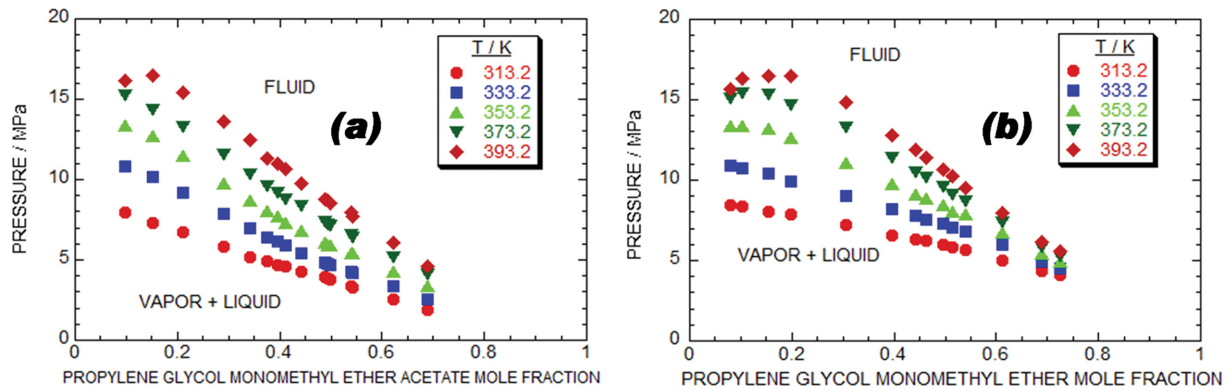 20
15
10
5
0
PRESSURE / MPa
T / K
313.2
333.2
353.2
373.2
393.2
FLUID
(a)
VAPOR + LIQUID
0 0.2 0.4 0.6 0.8 1
PROPYLENE GLYCOL MONOMETHYL ETHER ACETATE MOLE FRACTION
20
15
10
5
0
PRESSURE / MPa
T / K
313.2
333.2
353.2
373.2
393.2
FLUID
(b)
VAPOR + LIQUID
0 0.2 0.4 0.6 0.8 1
PROPYLENE GLYCOL MONOMETHYL ETHER MOLE FRACTION